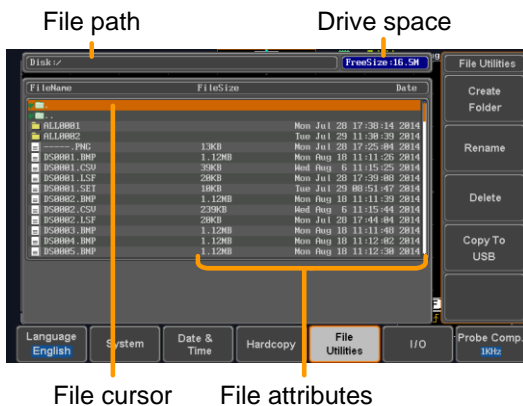 File path
Drive space
Disk:/
FreeSize:16.5M
File Utilities
FileName FileSize Date
.
..
ALL0001 Mon Jul 28 17:38:14 2014
ALL0002 Tue Jul 29 11:30:39 2014
-----.PNG 13KB Mon Jul 28 17:25:04 2014
DS0001.BMP 1.12MB Mon Aug 18 11:11:26 2014
DS0001.CSV 39KB Wed Aug 6 11:15:25 2014
DS0001.LSF 20KB Mon Jul 28 17:39:08 2014
DS0001.SET 10KB Tue Jul 29 08:51:47 2014
DS0002.BMP 1.12MB Mon Aug 18 11:11:39 2014
DS0002.CSV 239KB Wed Aug 6 11:15:44 2014
DS0002.LSF 20KB Mon Jul 28 17:44:04 2014
DS0003.BMP 1.12MB Mon Aug 18 11:11:48 2014
DS0004.BMP 1.12MB Mon Aug 18 11:12:02 2014
DS0005.BMP 1.12MB Mon Aug 18 11:12:30 2014
Create
Folder
Rename
Delete
Copy To
USB
Language
English
System
Date &
Time
Hardcopy
File
Utilities
I/O
Probe Comp.
1KHz
File cursor
File attributes